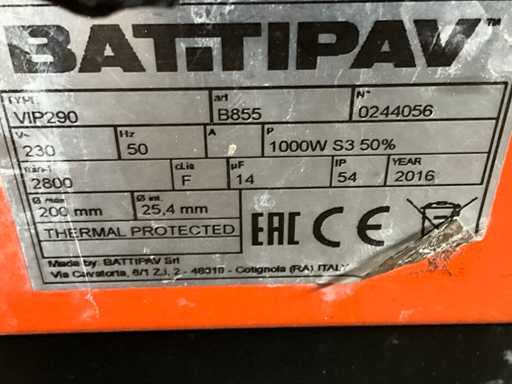 BATTIPAV™
TYPE VIP290 art B855 N° 0244056
V~ 230 Hz 50 A P 1000W S3 50%
min-1 2800 cl.is F µF 14 IP 54 YEAR 2016
Ø max 200 mm Ø int. 25,4 mm
THERMAL PROTECTED EAC CE
Made by: BATTIPAV Srl
Via Cavatorta, 6/1 Z.i. 2 - 48010 - Cotignola (RA) ITALY